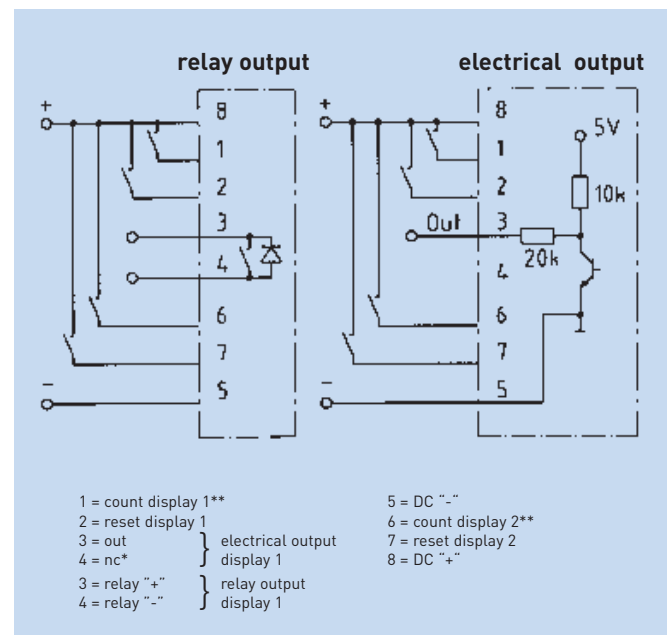 relay output
electrical output
+
8
1
2
3
4
6
7
5
−
+
8
5V
1
10k
2
Out
3
20k
4
6
7
5
−
1 = count display 1**
2 = reset display 1
3 = out
4 = nc*
} electrical output
display 1
3 = relay "+"
4 = relay "-"
} relay output
display 1
5 = DC "-"
6 = count display 2**
7 = reset display 2
8 = DC "+"